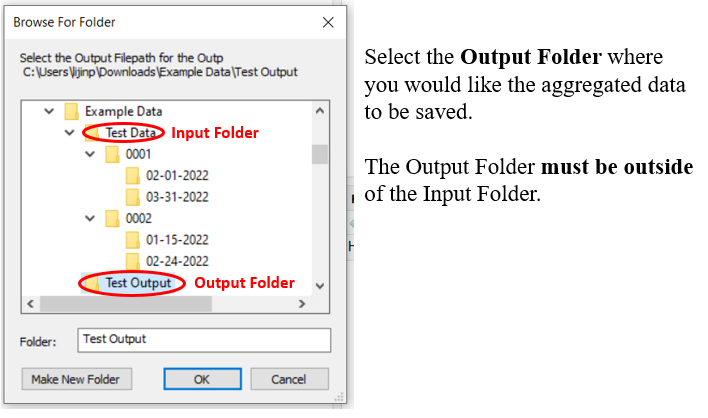 Browse For Folder
Select the Output Filepath for the Outp
C:\Users\lijinp\Downloads\Example Data\Test Output
Example Data
Test Data Input Folder
0001
02-01-2022
03-31-2022
0002
01-15-2022
02-24-2022
Test Output Output Folder
Folder: Test Output
Make New Folder OK Cancel
Select the Output Folder where
you would like the aggregated data
to be saved.
The Output Folder must be outside
of the Input Folder.